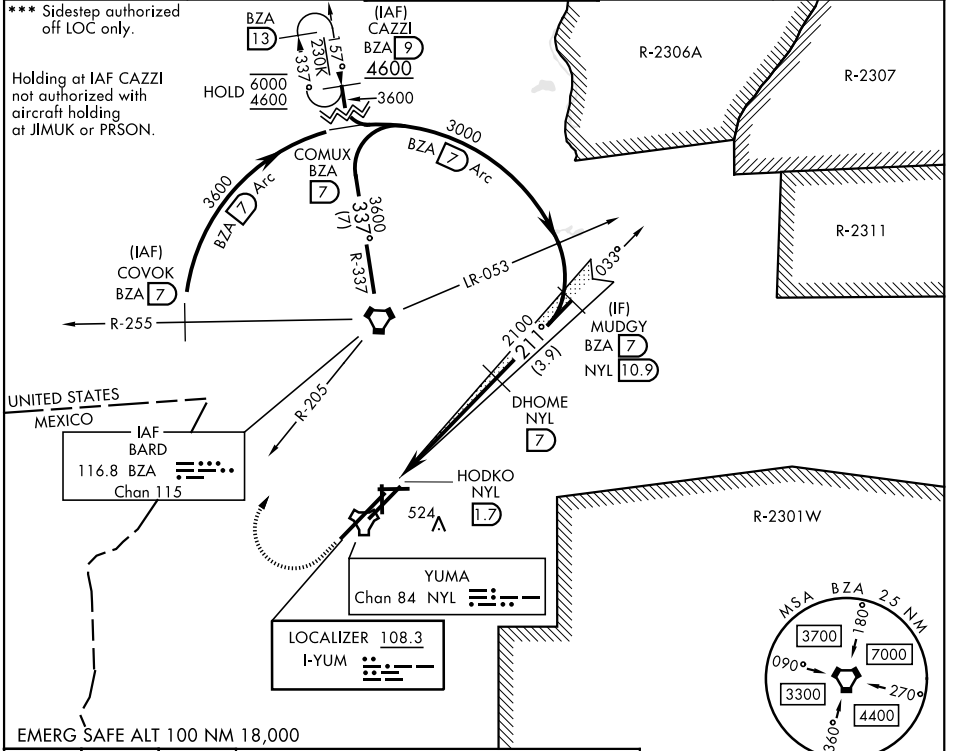 *** Sidestep authorized
off LOC only.
Holding at IAF CAZZI
not authorized with
aircraft holding
at JIMUK or PRSON.
BZA
13
HOLD 6000
4600
337°
230K
157°
(IAF)
CAZZI
BZA 9
4600
3600
R-2306A
R-2307
R-2311
3600
BZA 7 Arc
COMUX
BZA
7
3000
BZA 7 Arc
3600
337°
(7)
R-337
(IAF)
COVOK
BZA 7
R-255
LR-053
033°
(IF)
MUDGY
BZA 7
NYL 10.9
2100
211°
(3.9)
DHOME
NYL
7
R-205
UNITED STATES
MEXICO
IAF
BARD
116.8 BZA
Chan 115
HODKO
NYL
1.7
524
R-2301W
YUMA
Chan 84 NYL
LOCALIZER 108.3
I-YUM
MSA BZA 25 NM
3700
180°
7000
090°
270°
3300
4400
360°
EMERG SAFE ALT 100 NM 18,000